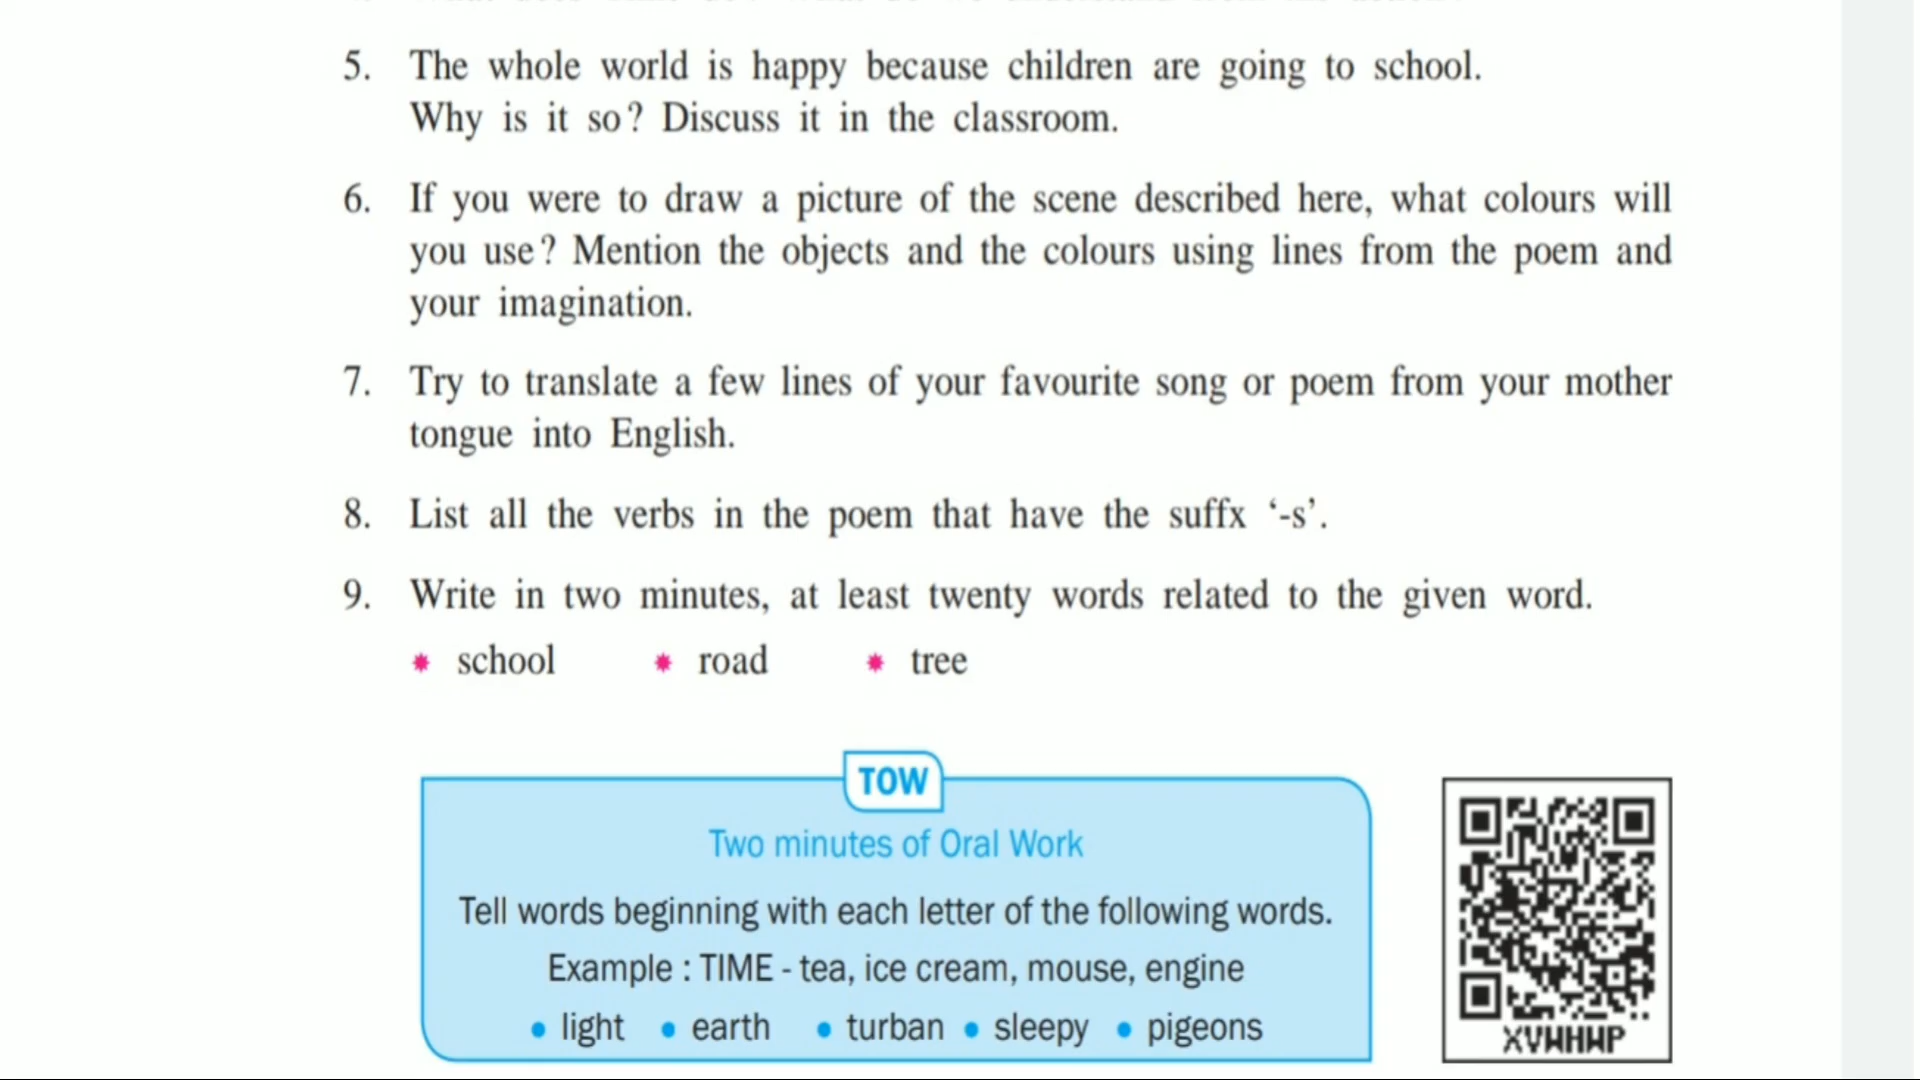 5. The whole world is happy because children are going to school.
Why is it so? Discuss it in the classroom.
6. If you were to draw a picture of the scene described here, what colours will
you use? Mention the objects and the colours using lines from the poem and
your imagination.
7. Try to translate a few lines of your favourite song or poem from your mother
tongue into English.
8. List all the verbs in the poem that have the suffx ‘-s’.
9. Write in two minutes, at least twenty words related to the given word.
* school * road * tree
TOW
Two minutes of Oral Work
Tell words beginning with each letter of the following words.
Example : TIME - tea, ice cream, mouse, engine
• light • earth • turban • sleepy • pigeons
XVWHWP